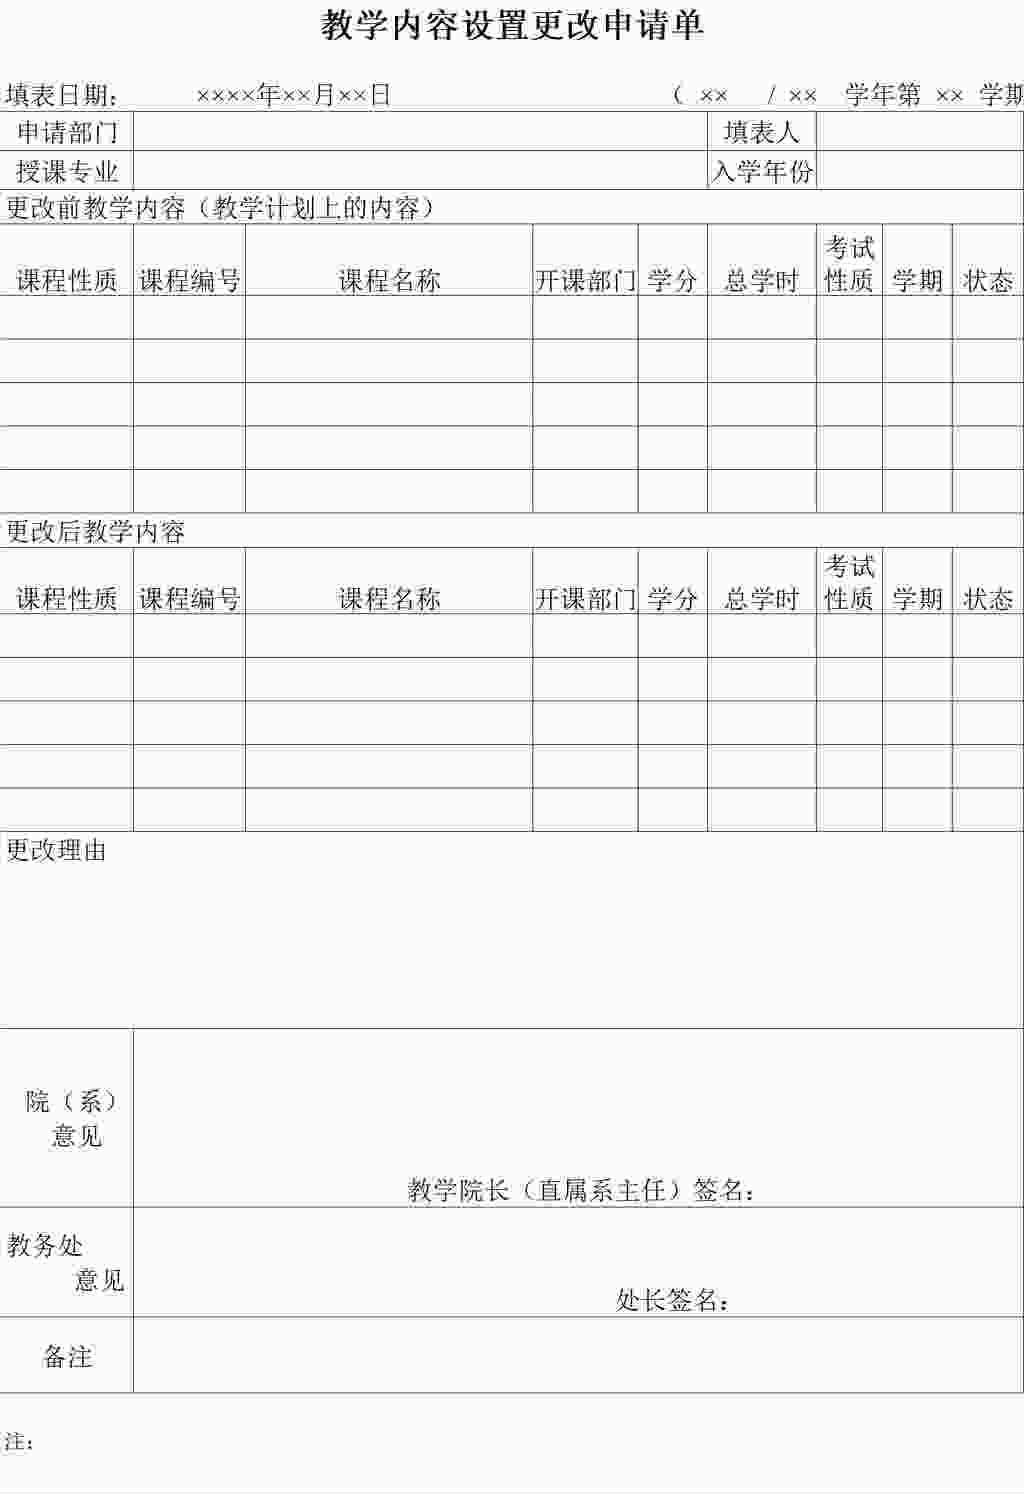 教学内容设置更改申请单
填表日期： ××××年××月××日 （ ×× / ×× 学年第 ×× 学期
申请部门 填表人
授课专业 入学年份
更改前教学内容（教学计划上的内容）
课程性质 课程编号 课程名称 开课部门 学分 总学时 考试性质 学期 状态
更改后教学内容
课程性质 课程编号 课程名称 开课部门 学分 总学时 考试性质 学期 状态
更改理由
院（系）
意见
教学院长（直属系主任）签名：
教务处
意见
处长签名：
备注
注：